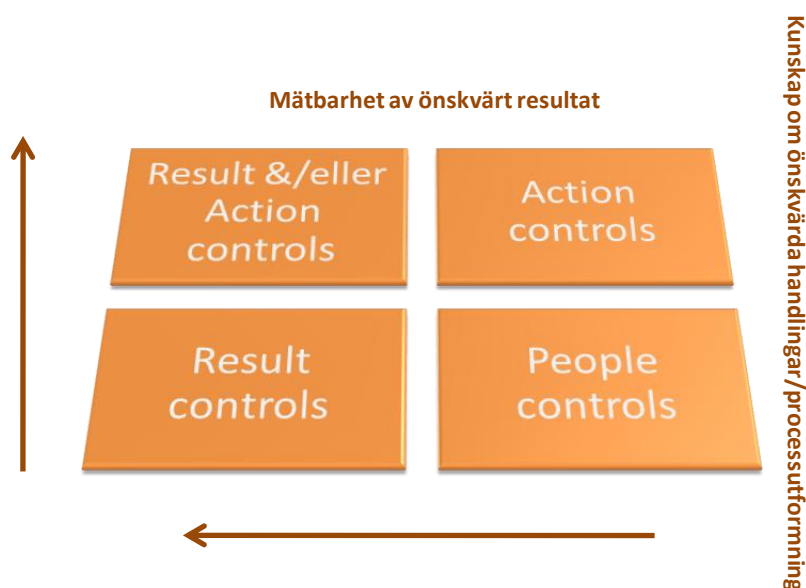 Mätbarhet av önskvärt resultat
Result &/eller
Action
controls
Action
controls
Result
controls
People
controls
Kunskap om önskvärda handlingar/processutformning